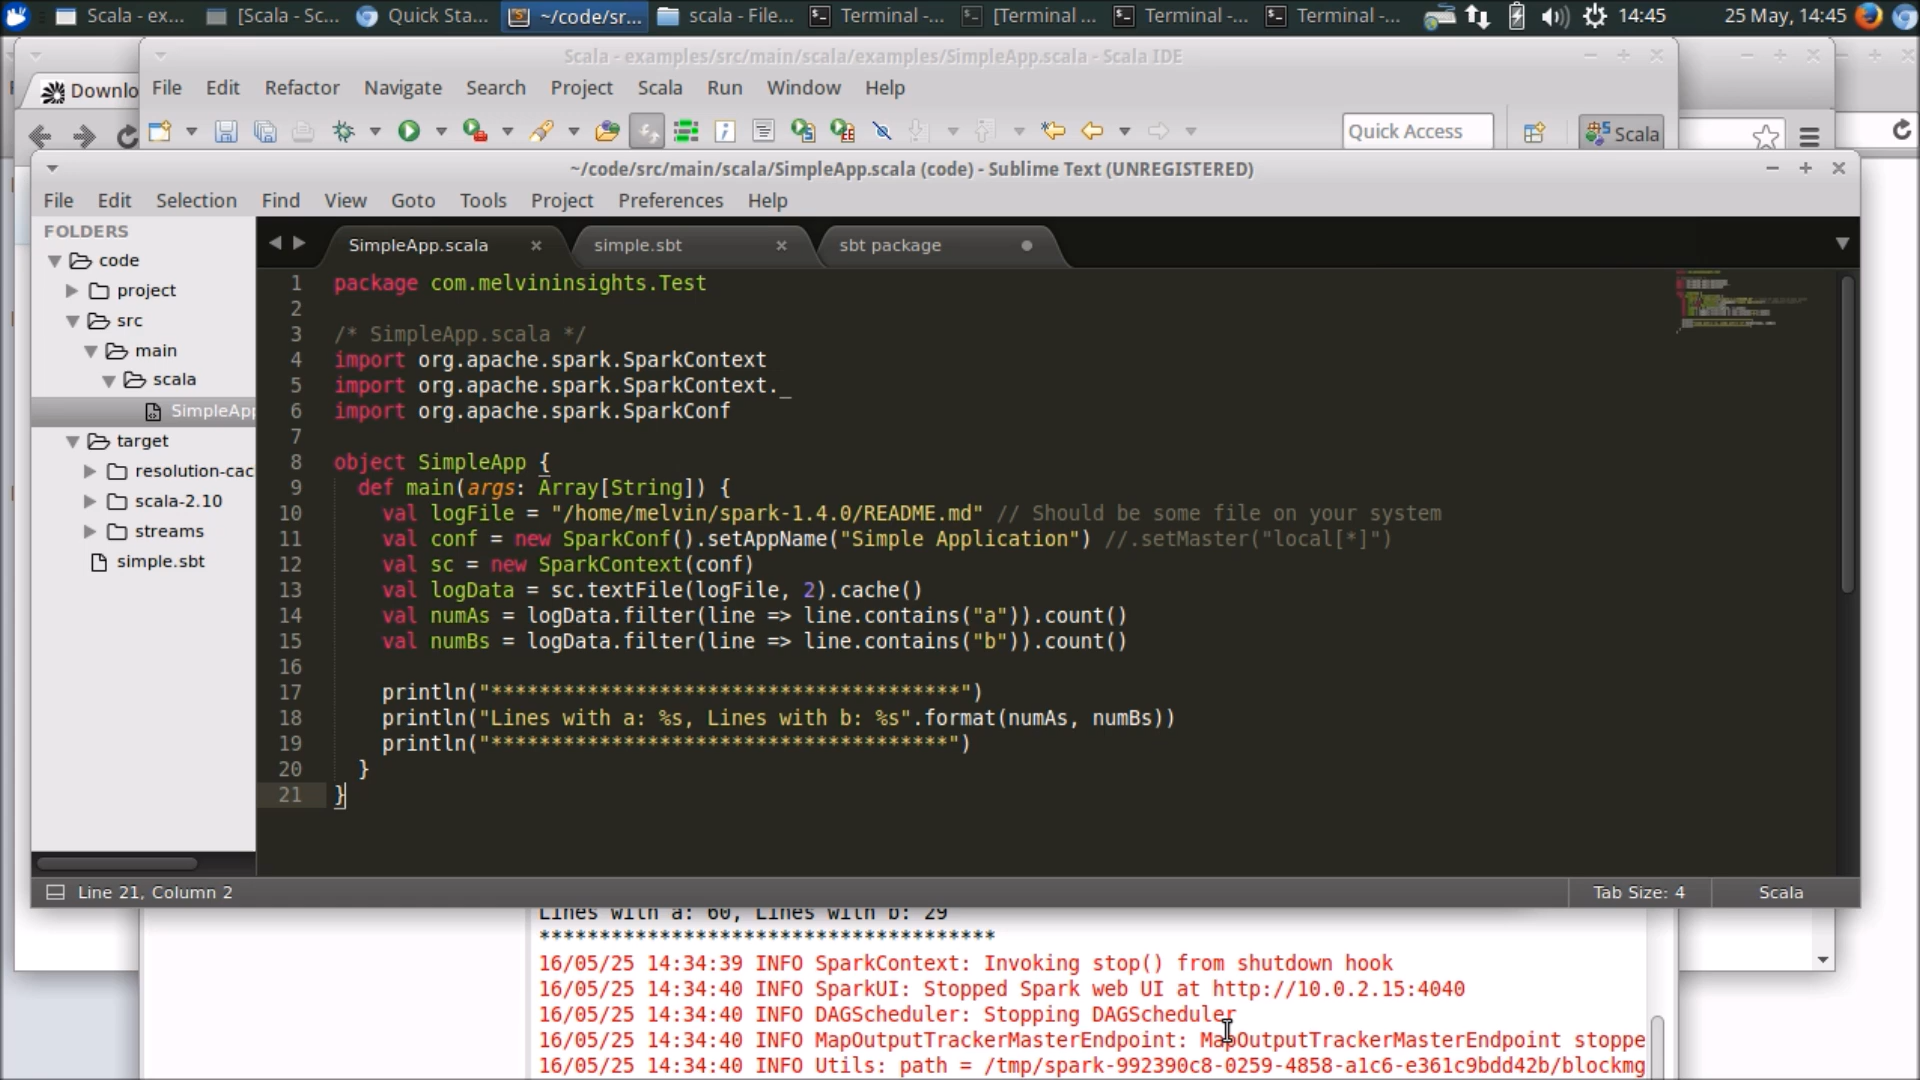 Scala - ex...
[Scala - Sc...
Quick Sta...
~/code/sr...
scala - File...
Terminal -...
[Terminal ...
Terminal -...
Terminal -...
14:45
25 May, 14:45
Scala - examples/src/main/scala/examples/SimpleApp.scala - Scala IDE
Downlo
File Edit Refactor Navigate Search Project Scala Run Window Help
Quick Access
Scala
~/code/src/main/scala/SimpleApp.scala (code) - Sublime Text (UNREGISTERED)
File Edit Selection Find View Goto Tools Project Preferences Help
FOLDERS
code
project
src
main
scala
SimpleApp
target
resolution-cac
scala-2.10
streams
simple.sbt
SimpleApp.scala
simple.sbt
sbt package
1 package com.melvininsights.Test
2
3 /* SimpleApp.scala */
4 import org.apache.spark.SparkContext
5 import org.apache.spark.SparkContext._
6 import org.apache.spark.SparkConf
7
8 object SimpleApp {
9 def main(args: Array[String]) {
10 val logFile = "/home/melvin/spark-1.4.0/README.md" // Should be some file on your system
11 val conf = new SparkConf().setAppName("Simple Application") //.setMaster("local[*]")
12 val sc = new SparkContext(conf)
13 val logData = sc.textFile(logFile, 2).cache()
14 val numAs = logData.filter(line => line.contains("a")).count()
15 val numBs = logData.filter(line => line.contains("b")).count()
16
17 println("***************************************")
18 println("Lines with a: %s, Lines with b: %s".format(numAs, numBs))
19 println("**************************************")
20 }
21 }
Line 21, Column 2
Tab Size: 4
Scala
Lines with a: 60, Lines with b: 29
**************************************
16/05/25 14:34:39 INFO SparkContext: Invoking stop() from shutdown hook
16/05/25 14:34:40 INFO SparkUI: Stopped Spark web UI at http://10.0.2.15:4040
16/05/25 14:34:40 INFO DAGScheduler: Stopping DAGScheduler
16/05/25 14:34:40 INFO MapOutputTrackerMasterEndpoint: MapOutputTrackerMasterEndpoint stoppe
16/05/25 14:34:40 INFO Utils: path = /tmp/spark-992390c8-0259-4858-a1c6-e361c9bdd42b/blockmg